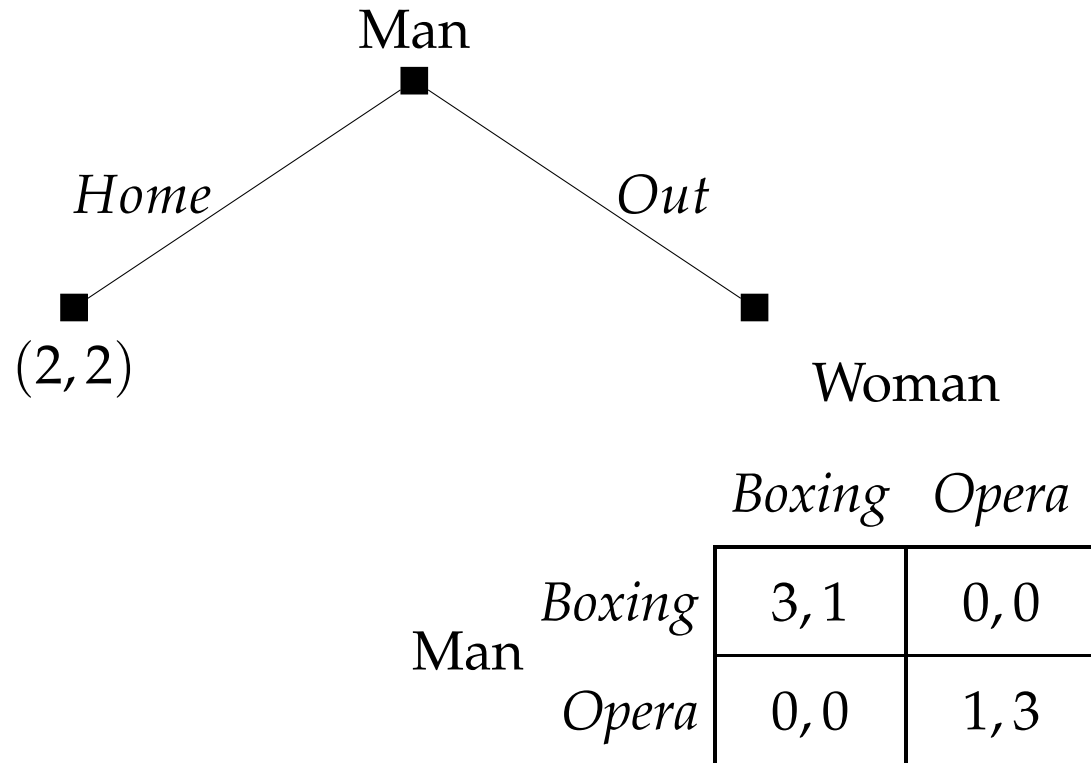 Man
Home Out
(2, 2)
Woman
Boxing Opera
Boxing 3, 1 0, 0
Man
Opera 0, 0 1, 3